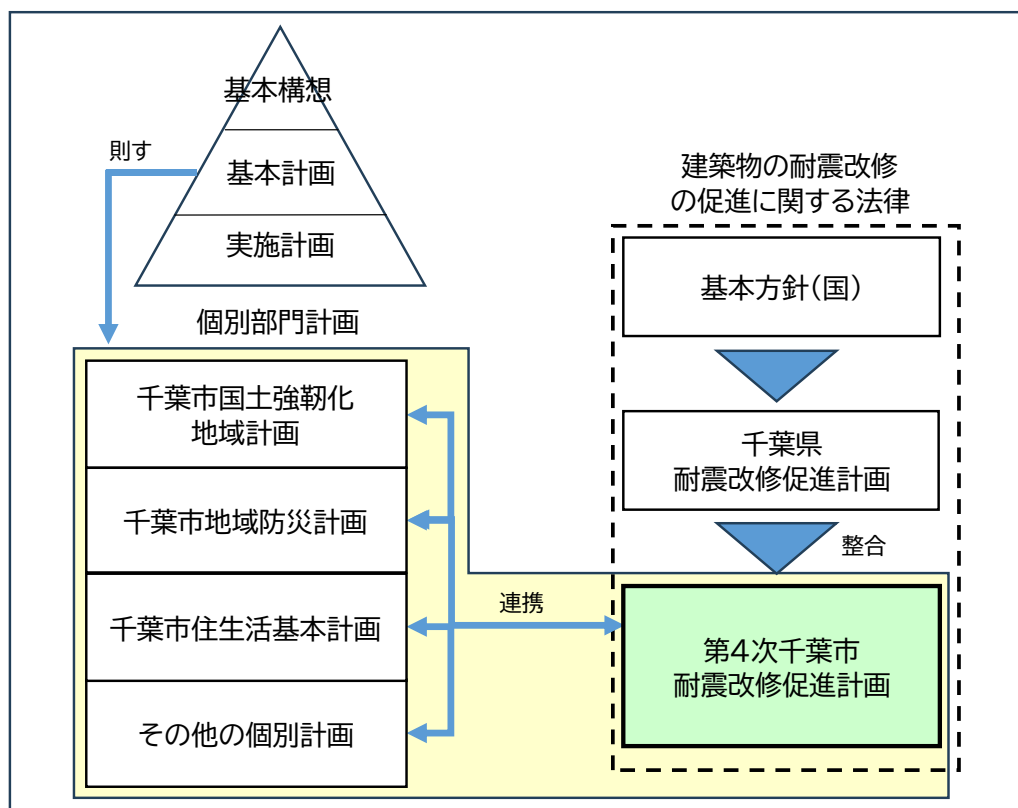 基本構想
基本計画
実施計画
則す
個別部門計画
千葉市国土強靭化
地域計画
千葉市地域防災計画
千葉市住生活基本計画
その他の個別計画
連携
建築物の耐震改修
の促進に関する法律
基本方針(国)
千葉県
耐震改修促進計画
整合
第4次千葉市
耐震改修促進計画